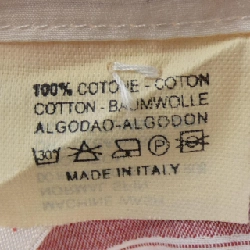 100% COTONE - COTON
COTTON - BAUMWOLLE
ALGODAO - ALGODON
30° P
MADE IN ITALY